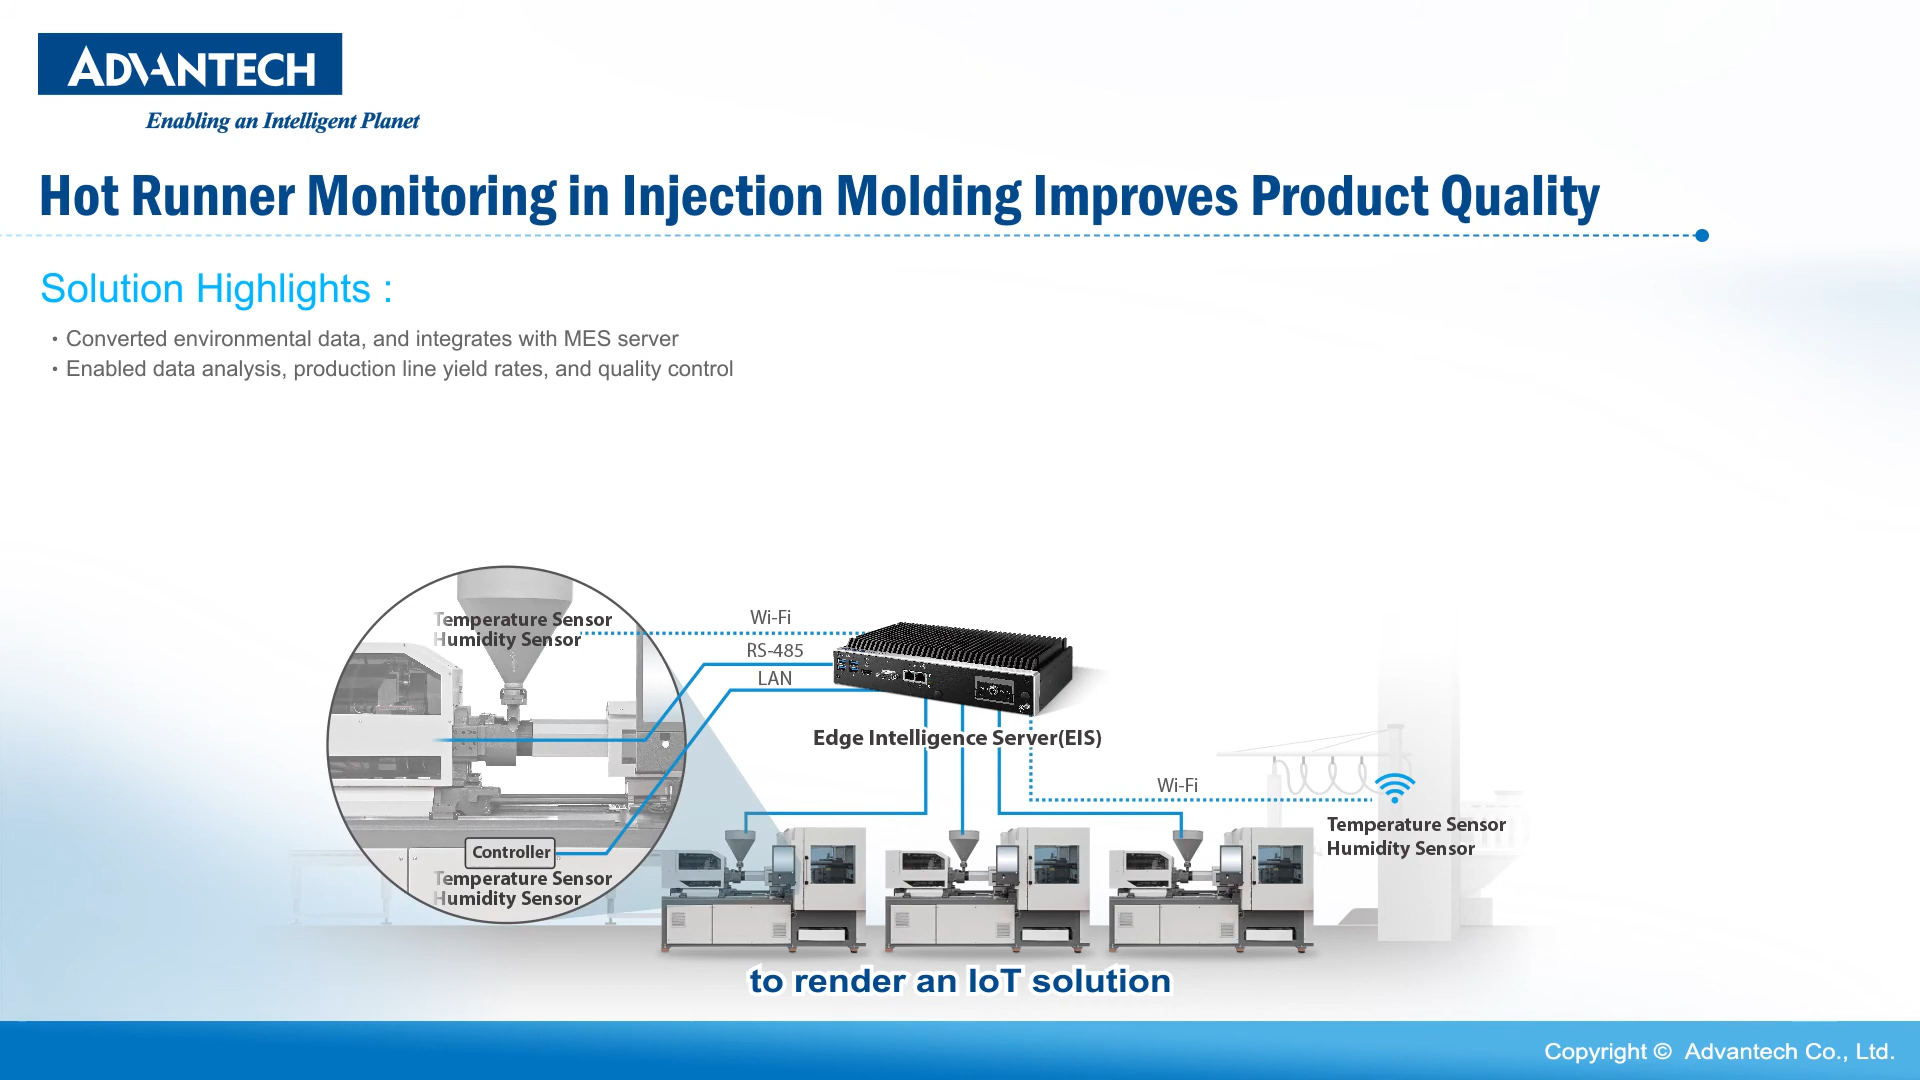 ADVANTECH
Enabling an Intelligent Planet
Hot Runner Monitoring in Injection Molding Improves Product Quality
Solution Highlights :
・Converted environmental data, and integrates with MES server
・Enabled data analysis, production line yield rates, and quality control
Temperature Sensor
Humidity Sensor
Wi-Fi
RS-485
LAN
Edge Intelligence Server(EIS)
Wi-Fi
Temperature Sensor
Humidity Sensor
Controller
Temperature Sensor
Humidity Sensor
to render an IoT solution
Copyright © Advantech Co., Ltd.